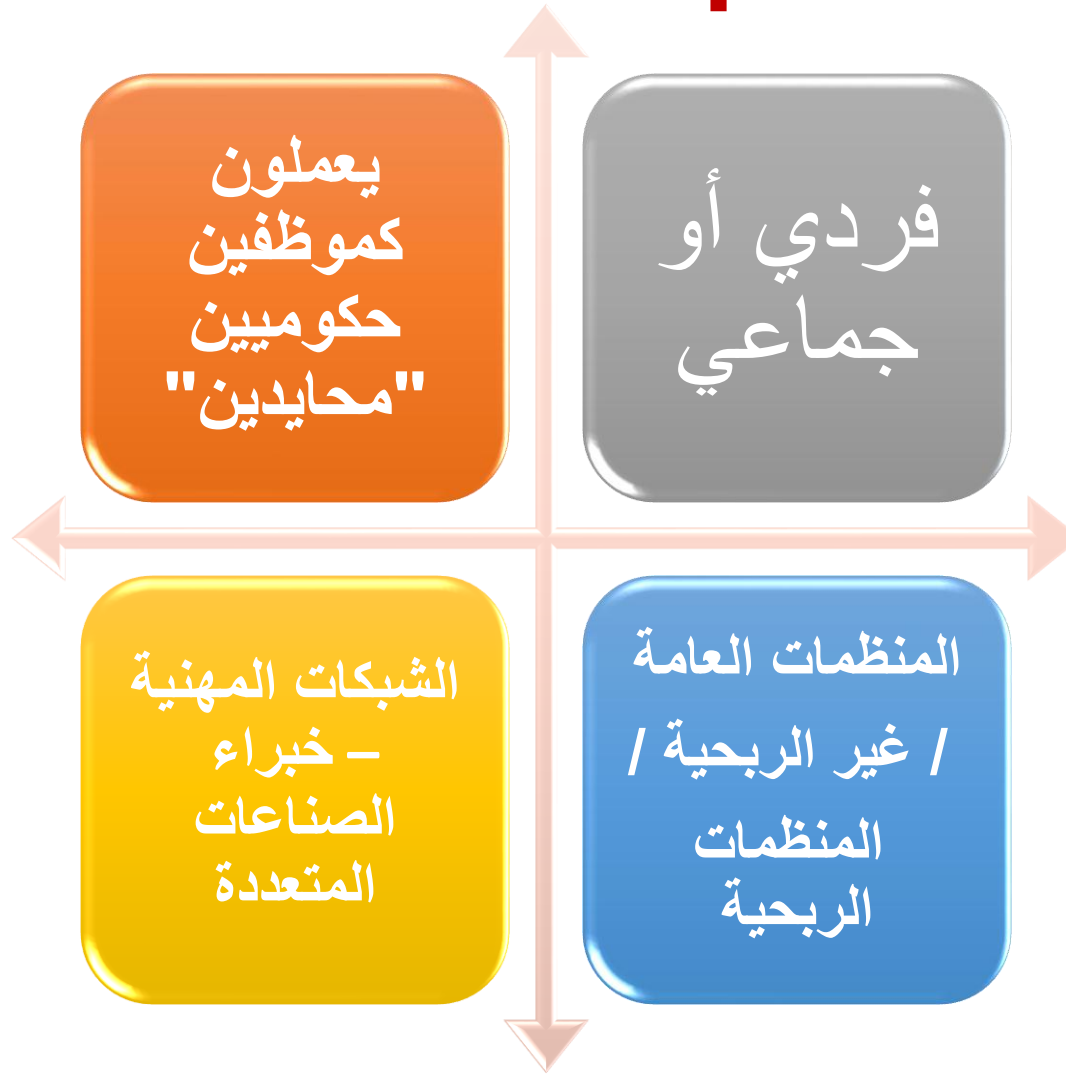 فردي أو
جماعي
يعملون
كموظفين
حكوميين
"محايدين"
المنظمات العامة
/ غير الربحية /
المنظمات
الربحية
الشبكات المهنية
– خبراء
الصناعات
المتعددة